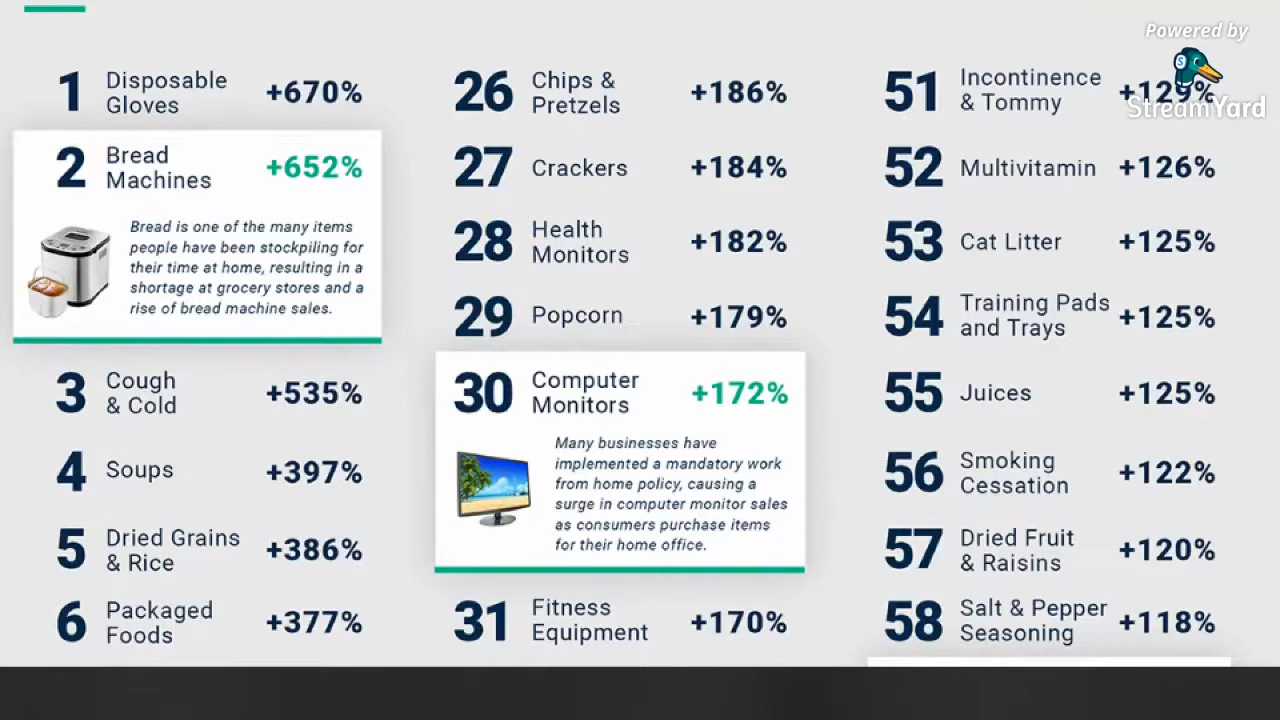 Powered by
StreamYard
1 Disposable Gloves +670%
2 Bread Machines +652%
Bread is one of the many items
people have been stockpiling for
their time at home, resulting in a
shortage at grocery stores and a
rise of bread machine sales.
3 Cough & Cold +535%
4 Soups +397%
5 Dried Grains & Rice +386%
6 Packaged Foods +377%
26 Chips & Pretzels +186%
27 Crackers +184%
28 Health Monitors +182%
29 Popcorn +179%
30 Computer Monitors +172%
Many businesses have
implemented a mandatory work
from home policy, causing a
surge in computer monitor sales
as consumers purchase items
for their home office.
31 Fitness Equipment +170%
51 Incontinence & Tommy +129%
52 Multivitamin +126%
53 Cat Litter +125%
54 Training Pads and Trays +125%
55 Juices +125%
56 Smoking Cessation +122%
57 Dried Fruit & Raisins +120%
58 Salt & Pepper Seasoning +118%